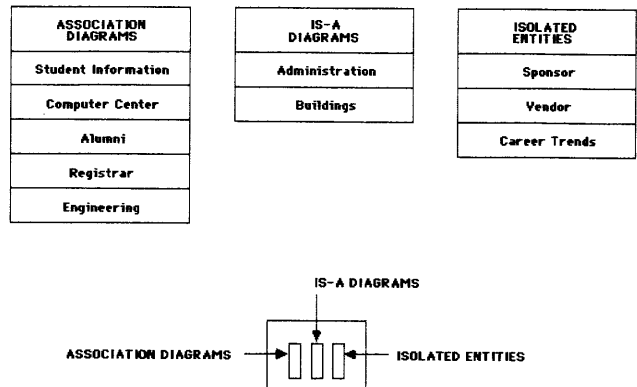 ASSOCIATION
DIAGRAMS
Student Information
Computer Center
Alumni
Registrar
Engineering
IS-A
DIAGRAMS
Administration
Buildings
ISOLATED
ENTITIES
Sponsor
Vendor
Career Trends
IS-A DIAGRAMS
ASSOCIATION DIAGRAMS
ISOLATED ENTITIES